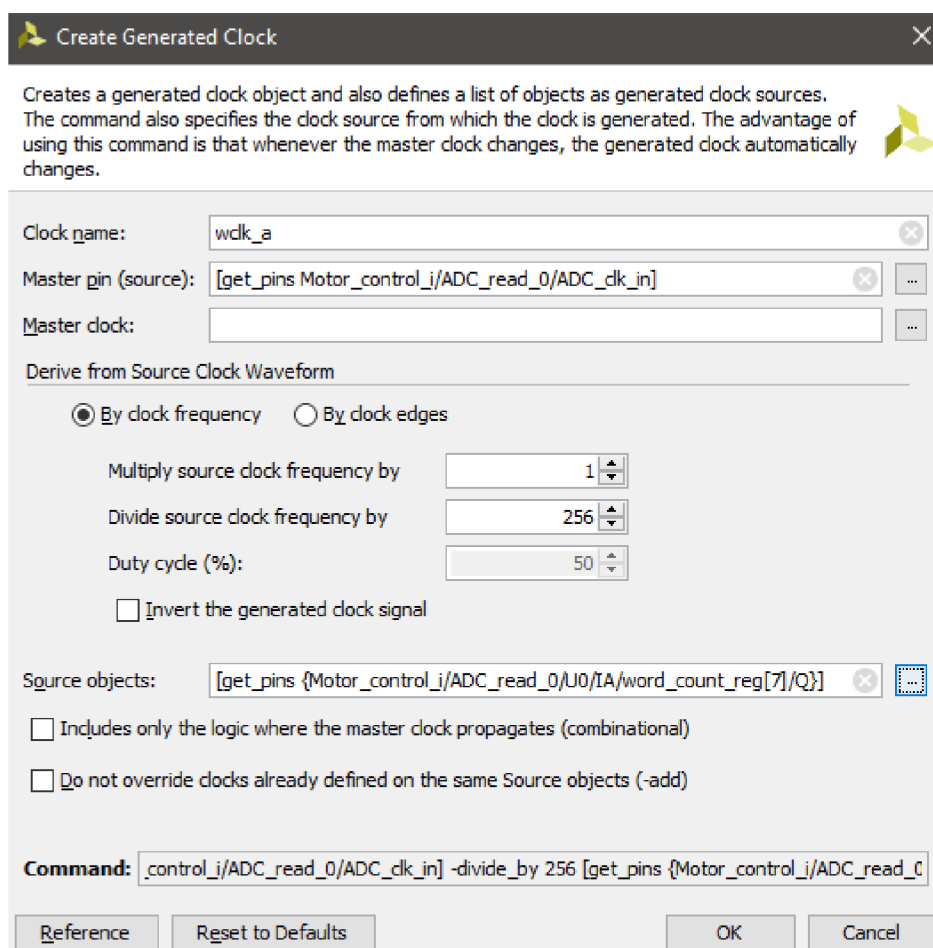 Create Generated Clock
Creates a generated clock object and also defines a list of objects as generated clock sources.
The command also specifies the clock source from which the clock is generated. The advantage of
using this command is that whenever the master clock changes, the generated clock automatically
changes.
Clock name: wclk_a
Master pin (source): [get_pins Motor_control_i/ADC_read_0/ADC_clk_in] ...
Master clock: ...
Derive from Source Clock Waveform
By clock frequency By clock edges
Multiply source clock frequency by 1
Divide source clock frequency by 256
Duty cycle (%): 50
Invert the generated clock signal
Source objects: [get_pins {Motor_control_i/ADC_read_0/U0/IA/word_count_reg[7]/Q}] ...
Includes only the logic where the master clock propagates (combinational)
Do not override clocks already defined on the same Source objects (-add)
Command: _control_i/ADC_read_0/ADC_clk_in] -divide_by 256 [get_pins {Motor_control_i/ADC_read_0
Reference Reset to Defaults OK Cancel